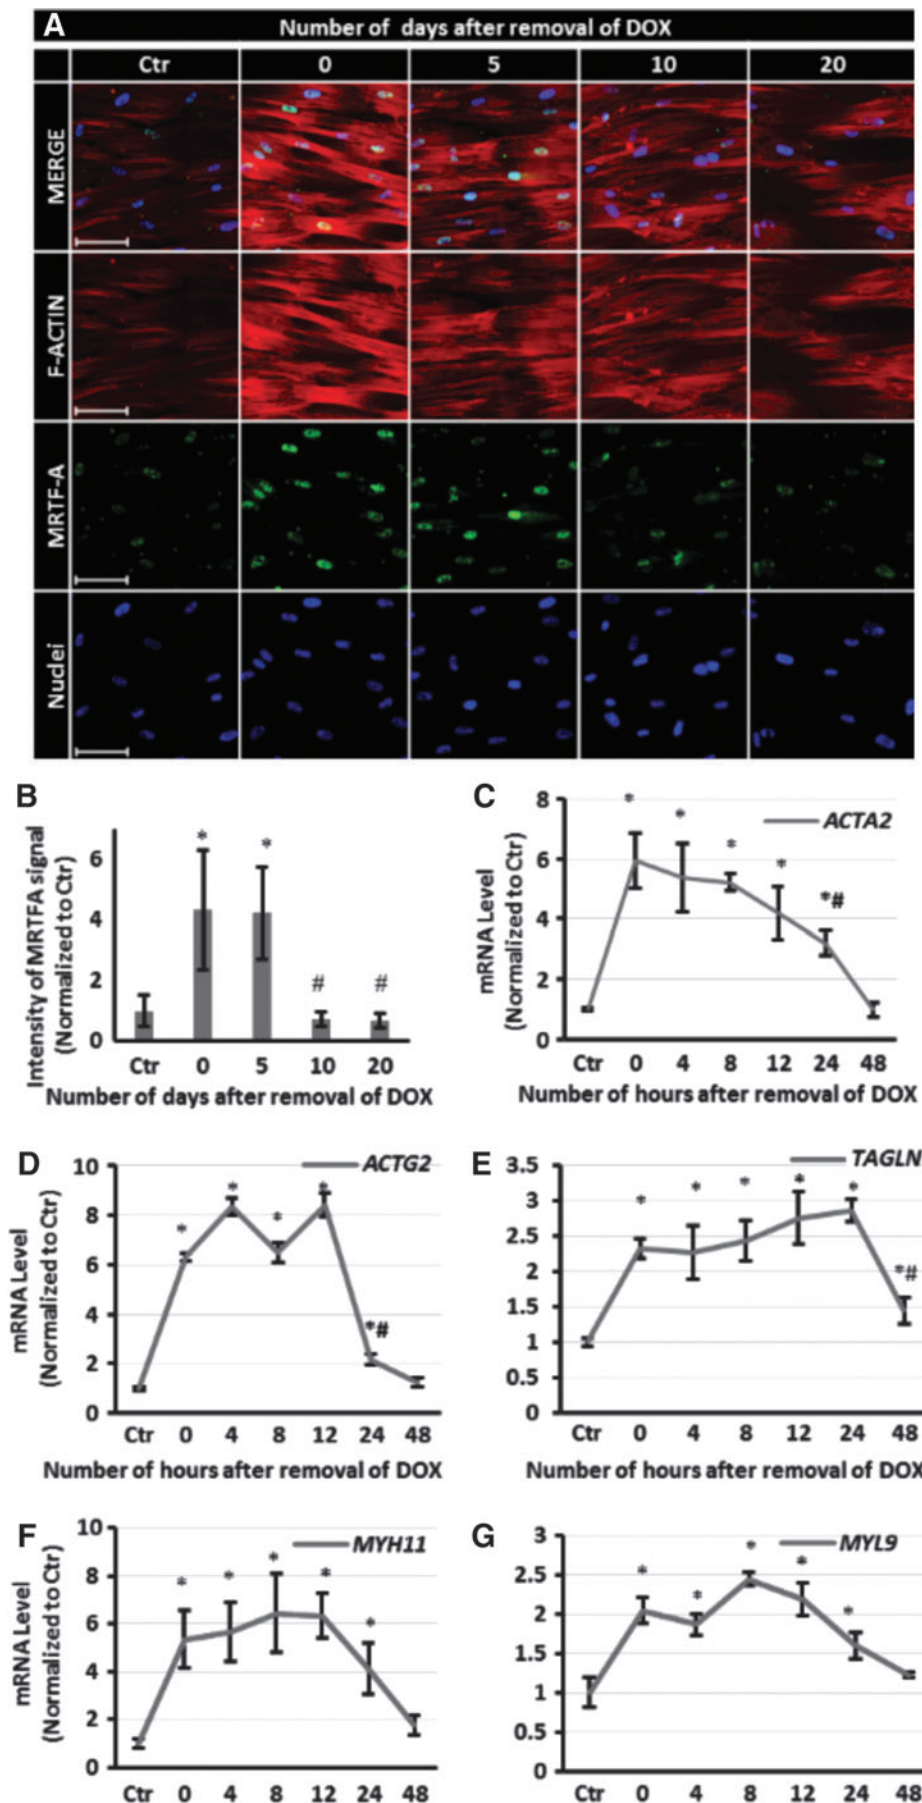 A Number of days after removal of DOX
Ctr 0 5 10 20
MERGE
F-ACTIN
MRTF-A
Nuclei
B
Intensity of MRTFA signal
(Normalized to Ctr)
6
4
2
0
* * # #
Ctr 0 5 10 20
Number of days after removal of DOX
C
mRNA Level
(Normalized to Ctr)
ACTA2
8
6
4
2
0
* * * * *#
Ctr 0 4 8 12 24 48
Number of hours after removal of DOX
D
mRNA Level
(Normalized to Ctr)
ACTG2
10
8
6
4
2
0
* * * * *#
Ctr 0 4 8 12 24 48
Number of hours after removal of DOX
E
TAGLN
3.5
3
2.5
2
1.5
1
0.5
0
* * * * * *#
Ctr 0 4 8 12 24 48
Number of hours after removal of DOX
F
mRNA Level
(Normalized to Ctr)
MYH11
10
8
6
4
2
0
* * * * *
Ctr 0 4 8 12 24 48
G
MYL9
3
2.5
2
1.5
1
0.5
0
* * * * *
Ctr 0 4 8 12 24 48